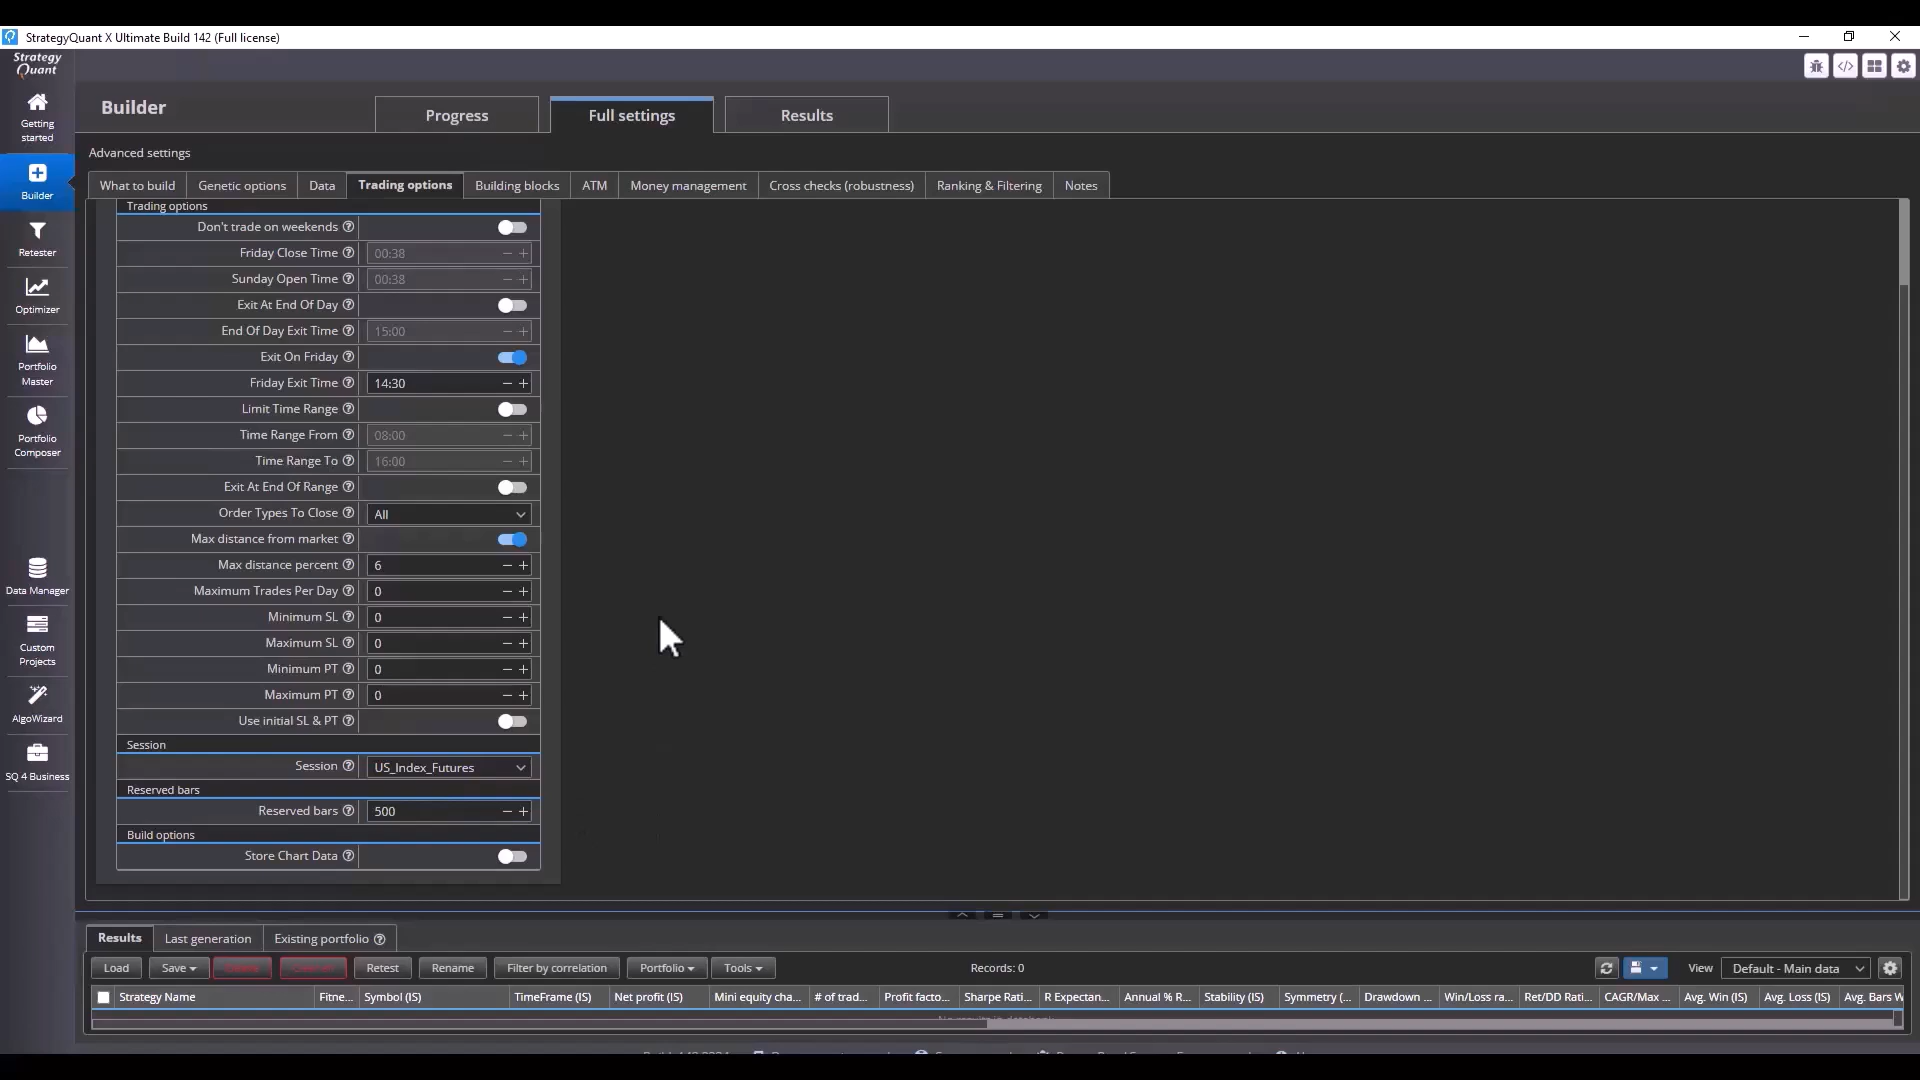 StrategyQuant X Ultimate Build 142 (Full license)
Strategy
Quant
Getting
started
Builder
Retester
Optimizer
Portfolio
Master
Portfolio
Composer
Data Manager
Custom
Projects
AlgoWizard
SQ 4 Business
Builder
Progress
Full settings
Results
Advanced settings
What to build
Genetic options
Data
Trading options
Building blocks
ATM
Money management
Cross checks (robustness)
Ranking & Filtering
Notes
Trading options
Don't trade on weekends
Friday Close Time 00:38
Sunday Open Time 00:38
Exit At End Of Day
End Of Day Exit Time 15:00
Exit On Friday
Friday Exit Time 14:30
Limit Time Range
Time Range From 08:00
Time Range To 16:00
Exit At End Of Range
Order Types To Close All
Max distance from market
Max distance percent 6
Maximum Trades Per Day 0
Minimum SL 0
Maximum SL 0
Minimum PT 0
Maximum PT 0
Use initial SL & PT
Session
Session US_Index_Futures
Reserved bars
Reserved bars 500
Build options
Store Chart Data
Results
Last generation
Existing portfolio
Load
Save
Retest
Rename
Filter by correlation
Portfolio
Tools
Records: 0
View
Default - Main data
Strategy Name
Fitne...
Symbol (IS)
TimeFrame (IS)
Net profit (IS)
Mini equity cha...
# of trad...
Profit facto...
Sharpe Rati...
R Expectan...
Annual % R...
Stability (IS)
Symmetry (...
Drawdown ...
Win/Loss ra...
Ret/DD Rati...
CAGR/Max ...
Avg. Win (IS)
Avg. Loss (IS)
Avg. Bars W